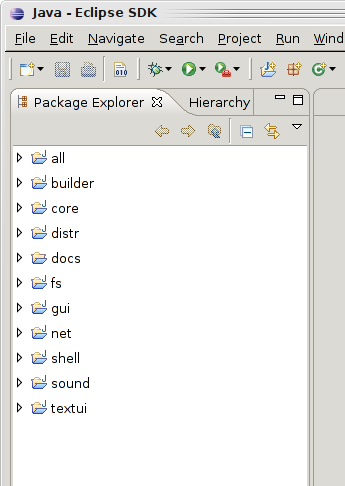 Java - Eclipse SDK
File Edit Navigate Search Project Run Wind
010
Package Explorer Hierarchy
all
builder
core
distr
docs
fs
gui
net
shell
sound
textui